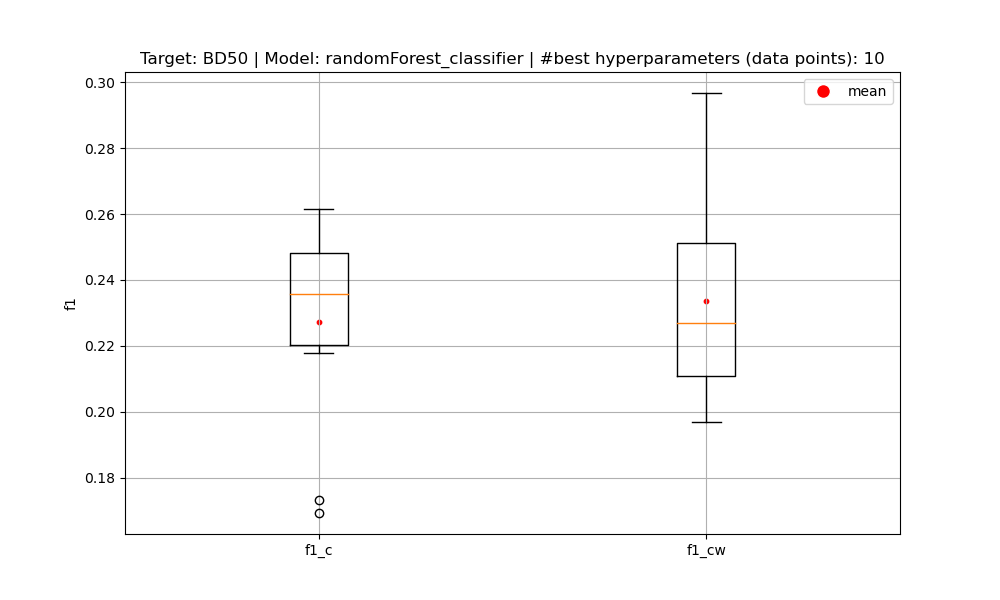 Target: BD50 | Model: randomForest_classifier | #best hyperparameters (data points): 10
mean
0.30
0.28
0.26
0.24
0.22
0.20
0.18
f1
f1_c
f1_cw